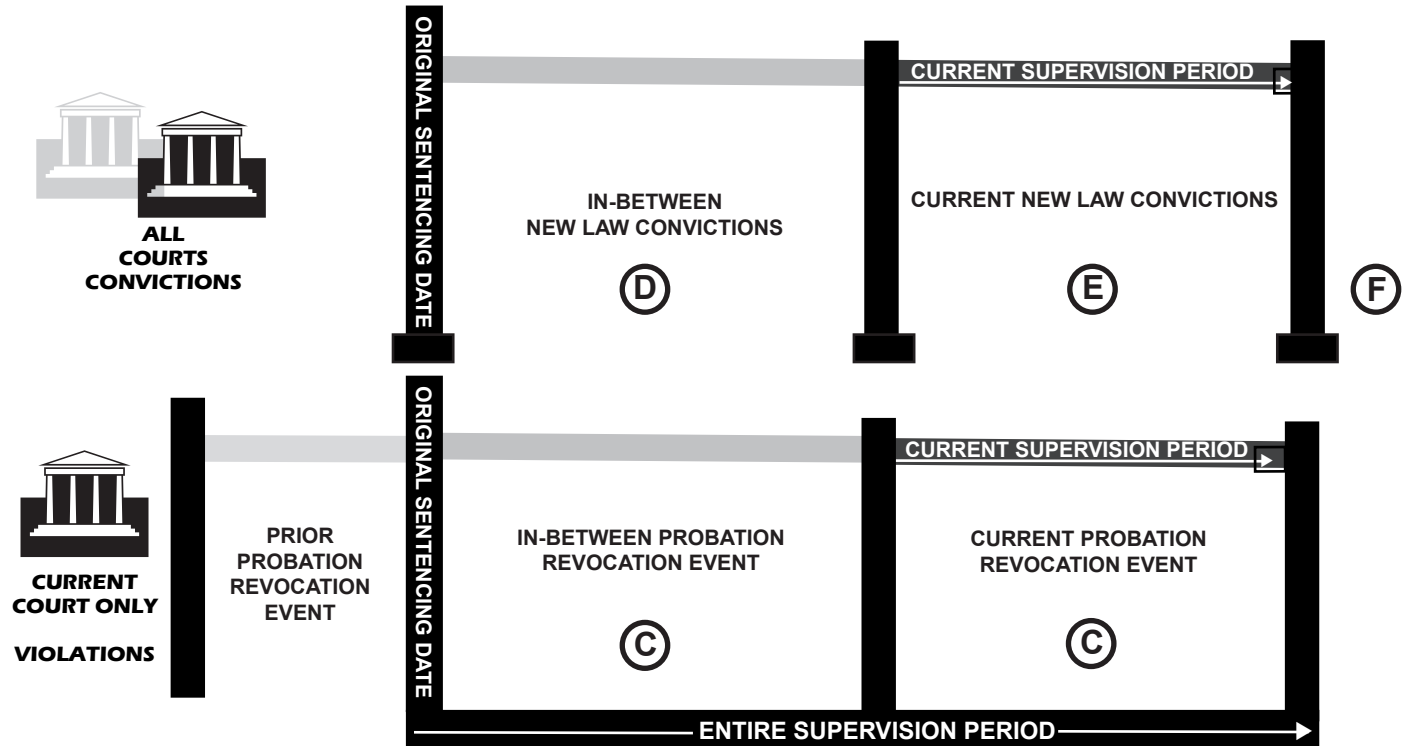 ORIGINAL SENTENCING DATE
CURRENT SUPERVISION PERIOD
ALL
COURTS
CONVICTIONS
IN-BETWEEN
NEW LAW CONVICTIONS
D
CURRENT NEW LAW CONVICTIONS
E
F
ORIGINAL SENTENCING DATE
CURRENT SUPERVISION PERIOD
CURRENT
COURT ONLY
VIOLATIONS
PRIOR
PROBATION
REVOCATION
EVENT
IN-BETWEEN PROBATION
REVOCATION EVENT
C
CURRENT PROBATION
REVOCATION EVENT
C
ENTIRE SUPERVISION PERIOD